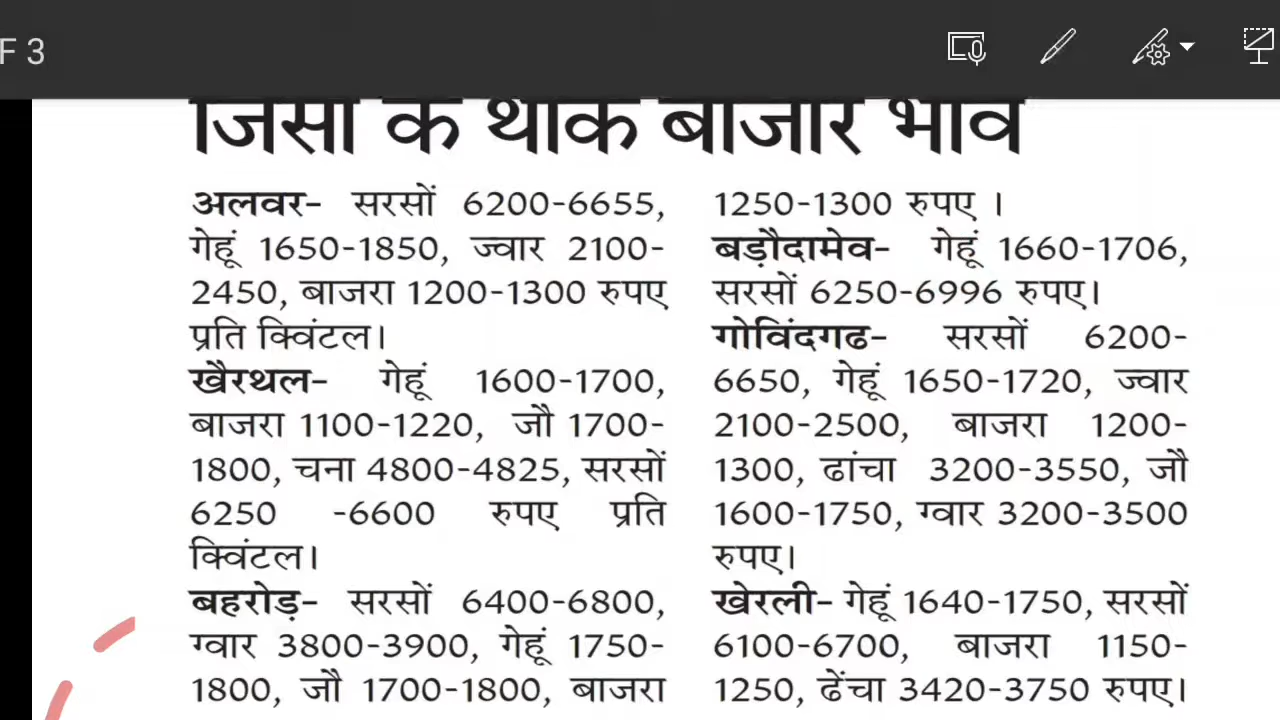 F 3
जिंसों के थोक बाजार भाव
अलवर- सरसों 6200-6655,
गेहूं 1650-1850, ज्वार 2100-
2450, बाजरा 1200-1300 रुपए
प्रति क्विंटल।
खैरथल- गेहूं 1600-1700,
बाजरा 1100-1220, जौ 1700-
1800, चना 4800-4825, सरसों
6250 -6600 रुपए प्रति
क्विंटल।
बहरोड़- सरसों 6400-6800,
ग्वार 3800-3900, गेहूं 1750-
1800, जौ 1700-1800, बाजरा
1250-1300 रुपए ।
बड़ौदामेव- गेहूं 1660-1706,
सरसों 6250-6996 रुपए।
गोविंदगढ- सरसों 6200-
6650, गेहूं 1650-1720, ज्वार
2100-2500, बाजरा 1200-
1300, ढांचा 3200-3550, जौ
1600-1750, ग्वार 3200-3500
रुपए।
खेरली- गेहूं 1640-1750, सरसों
6100-6700, बाजरा 1150-
1250, ढेंचा 3420-3750 रुपए।